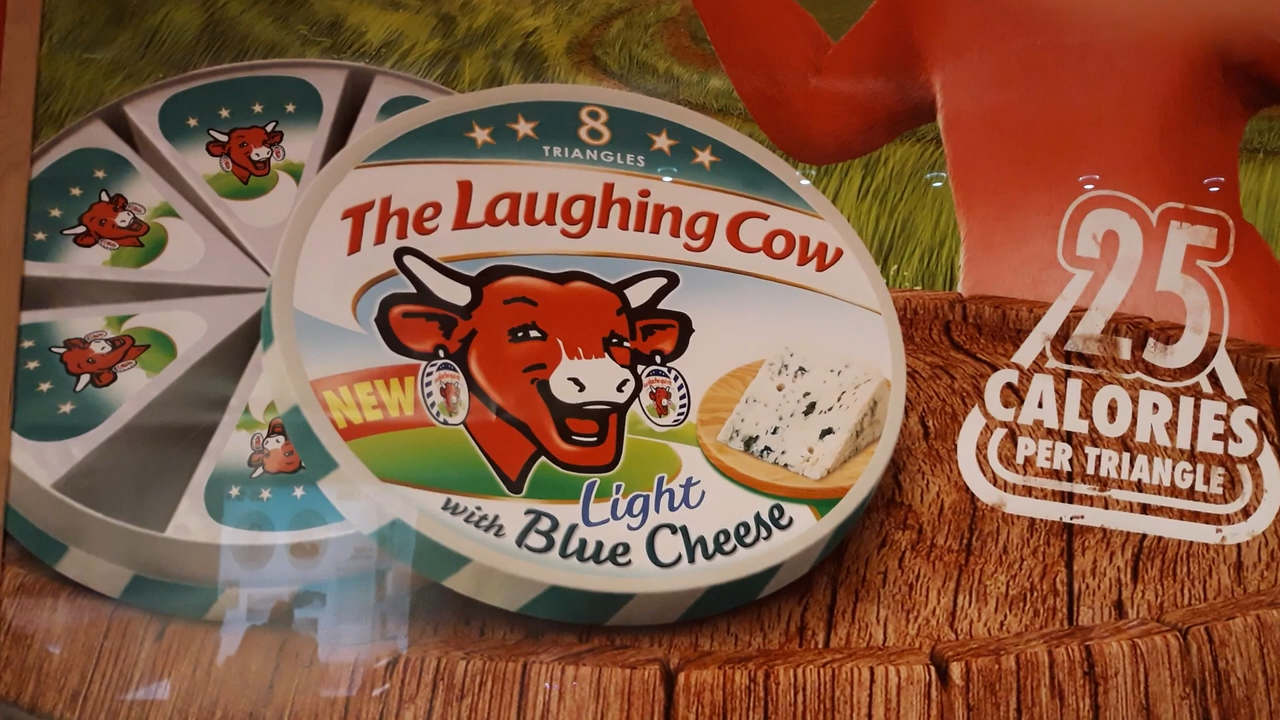 8
TRIANGLES
The Laughing Cow
NEW
Light
with Blue Cheese
25
CALORIES
PER TRIANGLE